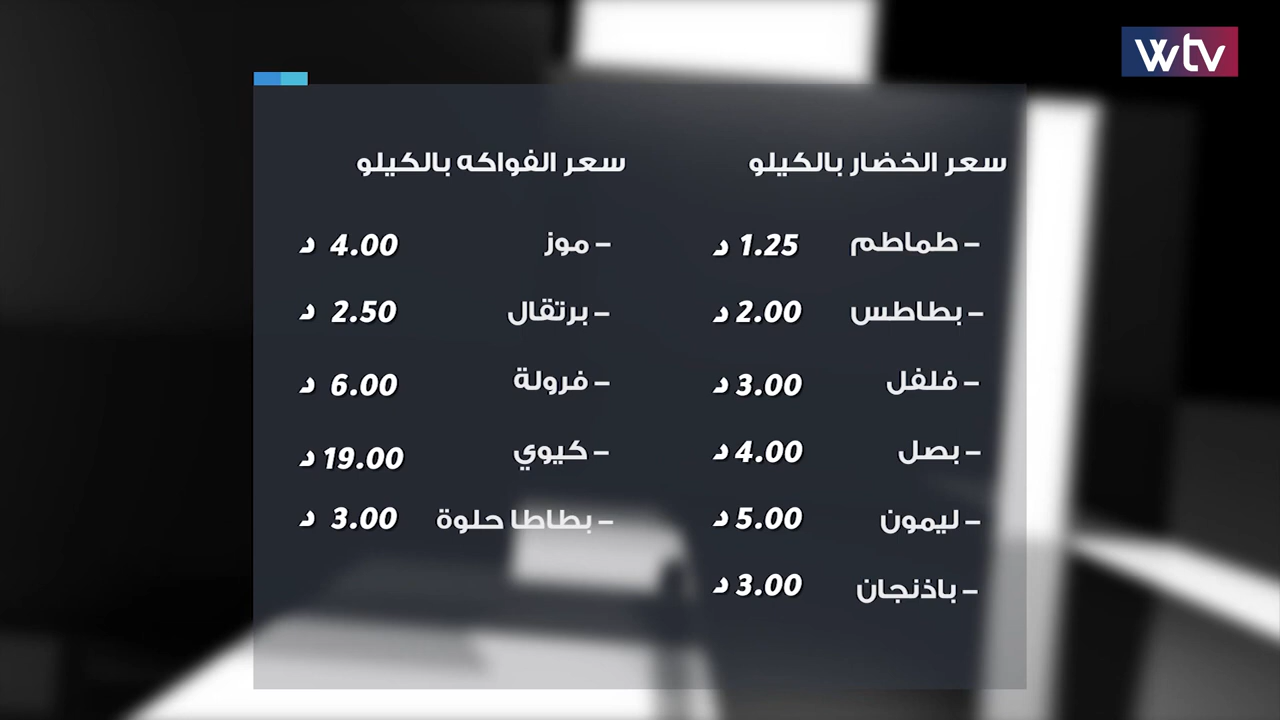 wtv
سعر الخضار بالكيلو
– طماطم 1.25 د
– بطاطس 2.00 د
– فلفل 3.00 د
– بصل 4.00 د
– ليمون 5.00 د
– باذنجان 3.00 د
سعر الفواكه بالكيلو
– موز 4.00 د
– برتقال 2.50 د
– فرولة 6.00 د
– كيوي 19.00 د
– بطاطا حلوة 3.00 د